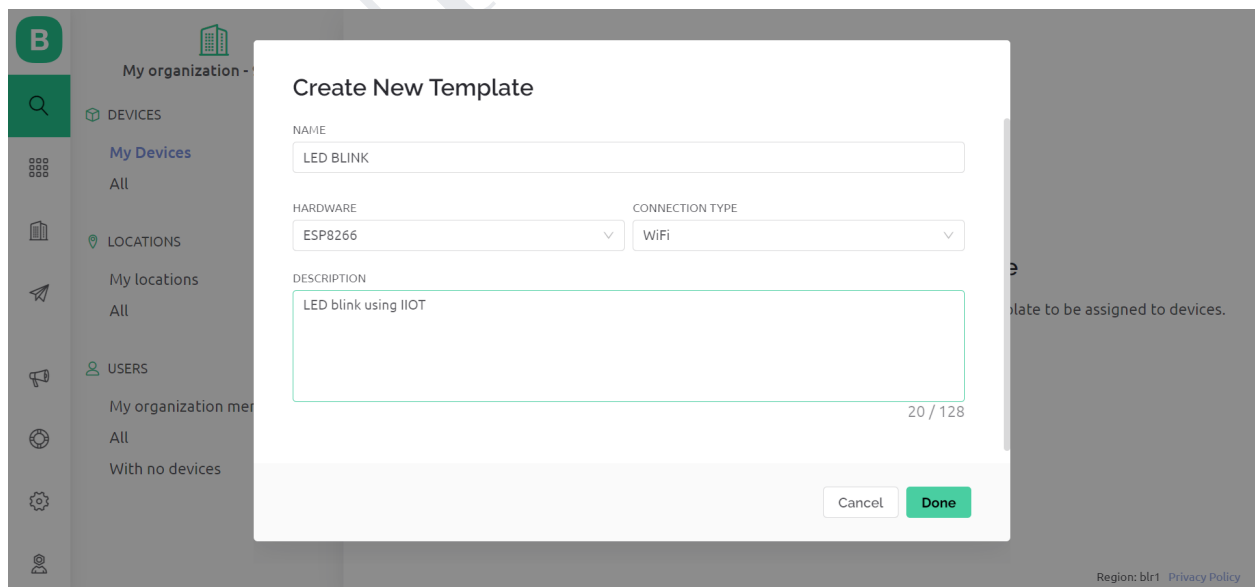 B
My organization -
DEVICES
My Devices
All
LOCATIONS
My locations
All
USERS
My organization mer
All
With no devices
Create New Template
NAME
LED BLINK
HARDWARE
CONNECTION TYPE
ESP8266
WiFi
DESCRIPTION
LED blink using IIOT
20 / 128
Cancel
Done
e
plate to be assigned to devices.
Region: blr1 Privacy Policy